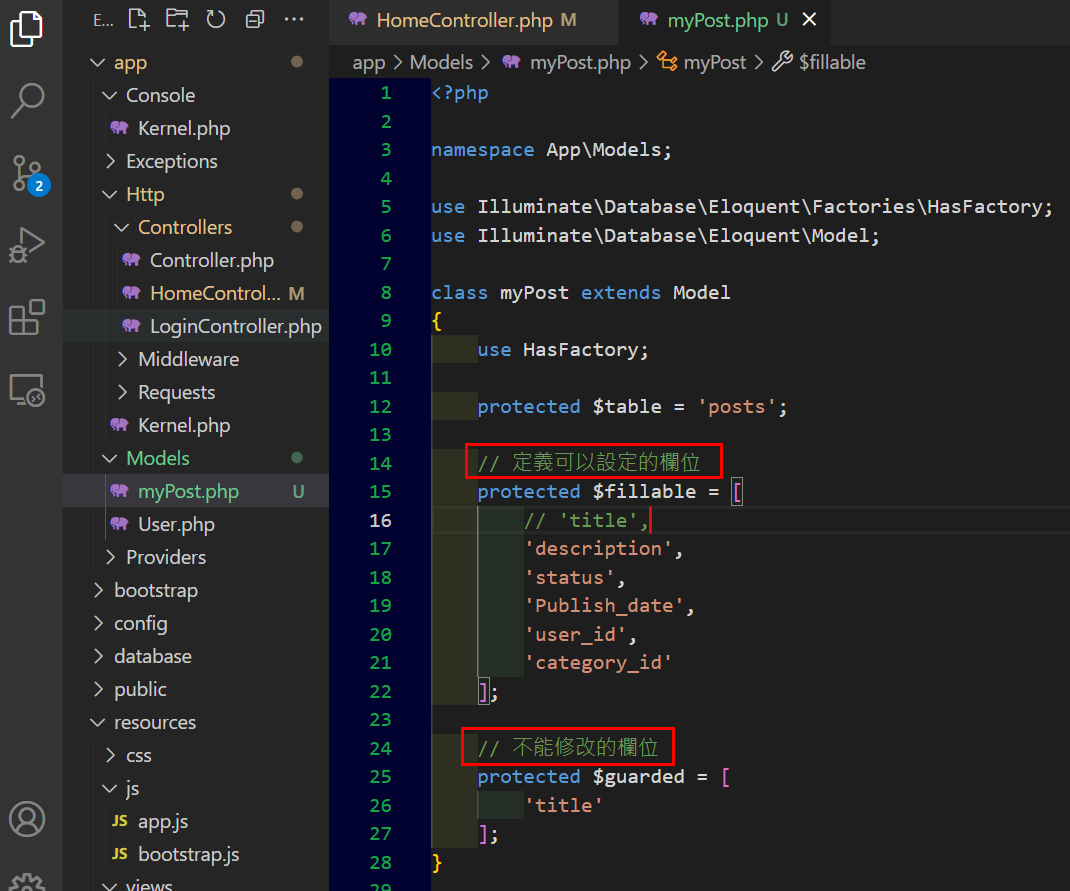 E...
HomeController.php M
myPost.php U
app > Models > myPost.php > myPost > $fillable
app
Console
Kernel.php
Exceptions
Http
Controllers
Controller.php
HomeControl... M
LoginController.php
Middleware
Requests
Kernel.php
Models
myPost.php U
User.php
Providers
bootstrap
config
database
public
resources
css
js
JS app.js
JS bootstrap.js
views
2
1 <?php
2
3 namespace App\Models;
4
5 use Illuminate\Database\Eloquent\Factories\HasFactory;
6 use Illuminate\Database\Eloquent\Model;
7
8 class myPost extends Model
9 {
10 use HasFactory;
11
12 protected $table = 'posts';
13
14 // 定義可以設定的欄位
15 protected $fillable = [
16 // 'title',
17 'description',
18 'status',
19 'Publish_date',
20 'user_id',
21 'category_id'
22 ];
23
24 // 不能修改的欄位
25 protected $guarded = [
26 'title'
27 ];
28 }
29